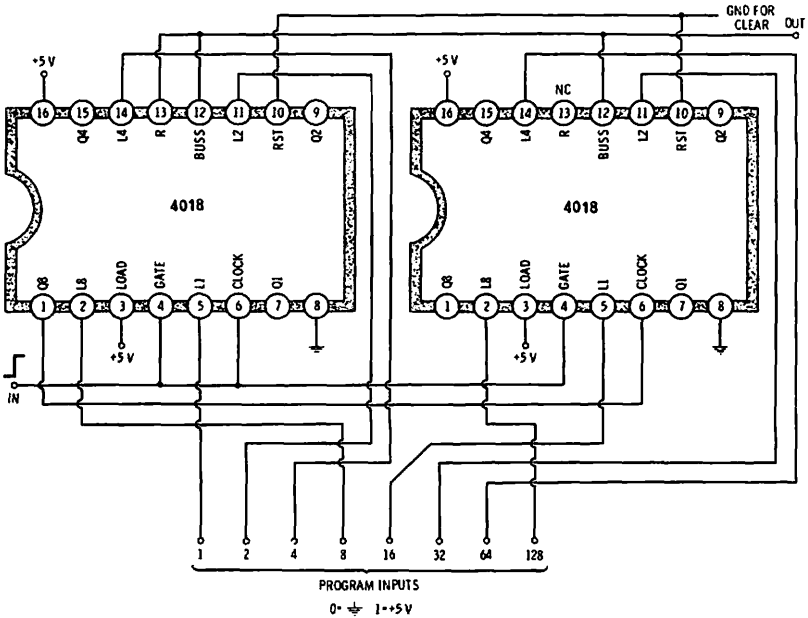 GND FOR
CLEAR OUT
+5 V +5 V
NC
16 15 14 13 12 11 10 9
Q4 L4 R BUSS L2 RST Q2
16 15 14 13 12 11 10 9
Q4 L4 R BUSS L2 RST Q2
4018
4018
Q8 L8 LOAD GATE L1 CLOCK Q1
1 2 3 4 5 6 7 8
Q8 L8 LOAD GATE L1 CLOCK Q1
1 2 3 4 5 6 7 8
+5 V +5 V
IN
1 2 4 8 16 32 64 128
PROGRAM INPUTS
0= 1=+5 V